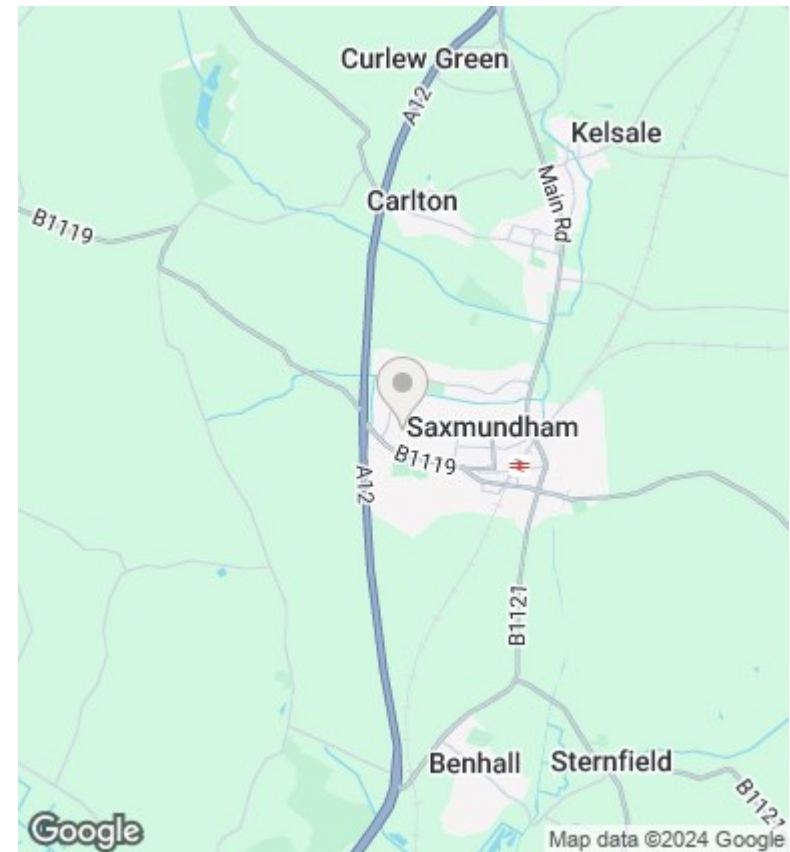 Curlew Green
A12
Kelsale
Main Rd
Carlton
B1119
Saxmundham
B1119
A12
B1121
Benhall
Sternfield
B1121
Google
Map data ©2024 Google